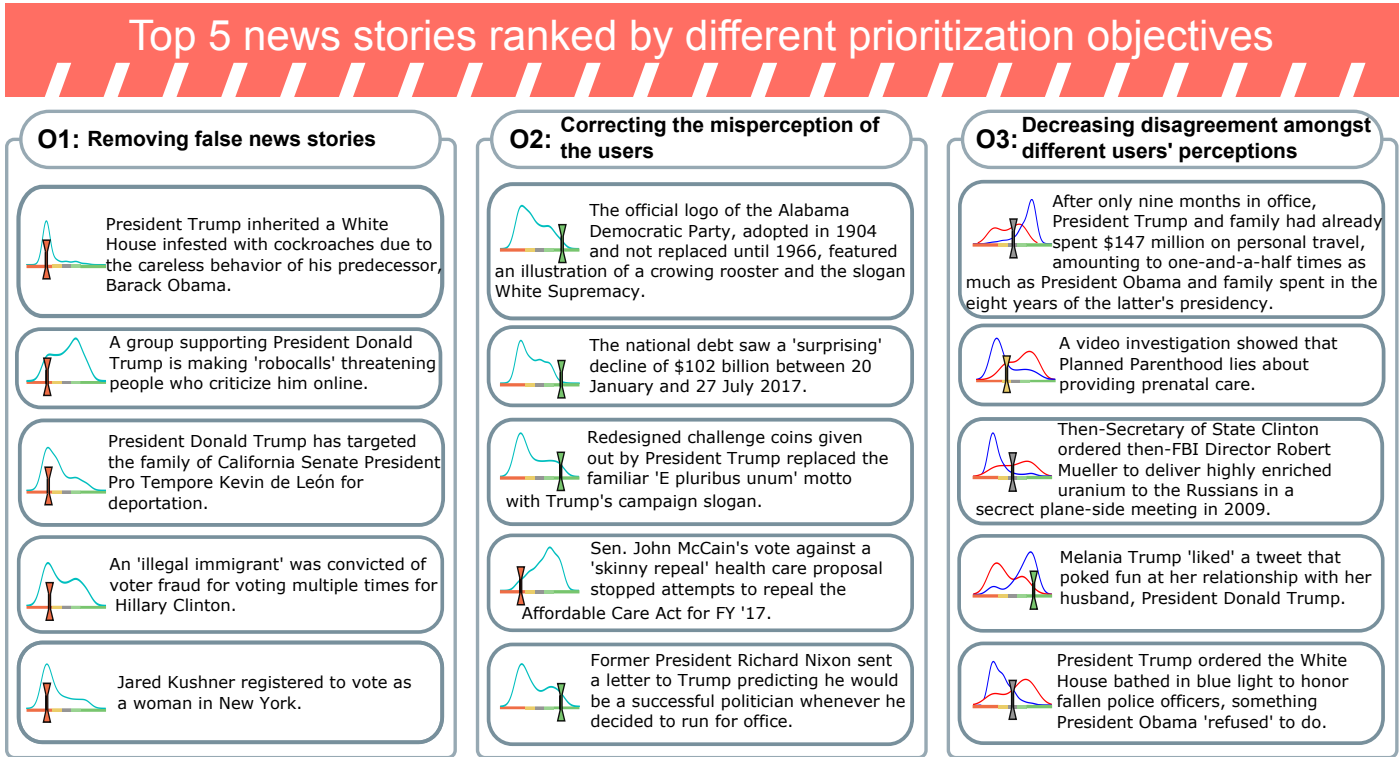 Top 5 news stories ranked by different prioritization objectives
O1: Removing false news stories
President Trump inherited a White
House infested with cockroaches due to
the careless behavior of his predecessor,
Barack Obama.
A group supporting President Donald
Trump is making 'robocalls' threatening
people who criticize him online.
President Donald Trump has targeted
the family of California Senate President
Pro Tempore Kevin de León for
deportation.
An 'illegal immigrant' was convicted of
voter fraud for voting multiple times for
Hillary Clinton.
Jared Kushner registered to vote as
a woman in New York.
O2: Correcting the misperception of
the users
The official logo of the Alabama
Democratic Party, adopted in 1904
and not replaced until 1966, featured
an illustration of a crowing rooster and the slogan
White Supremacy.
The national debt saw a 'surprising'
decline of $102 billion between 20
January and 27 July 2017.
Redesigned challenge coins given
out by President Trump replaced the
familiar 'E pluribus unum' motto
with Trump's campaign slogan.
Sen. John McCain's vote against a
'skinny repeal' health care proposal
stopped attempts to repeal the
Affordable Care Act for FY '17.
Former President Richard Nixon sent
a letter to Trump predicting he would
be a successful politician whenever he
decided to run for office.
O3: Decreasing disagreement amongst
different users' perceptions
After only nine months in office,
President Trump and family had already
spent $147 million on personal travel,
amounting to one-and-a-half times as
much as President Obama and family spent in the
eight years of the latter's presidency.
A video investigation showed that
Planned Parenthood lies about
providing prenatal care.
Then-Secretary of State Clinton
ordered then-FBI Director Robert
Mueller to deliver highly enriched
uranium to the Russians in a
secrect plane-side meeting in 2009.
Melania Trump 'liked' a tweet that
poked fun at her relationship with her
husband, President Donald Trump.
President Trump ordered the White
House bathed in blue light to honor
fallen police officers, something
President Obama 'refused' to do.